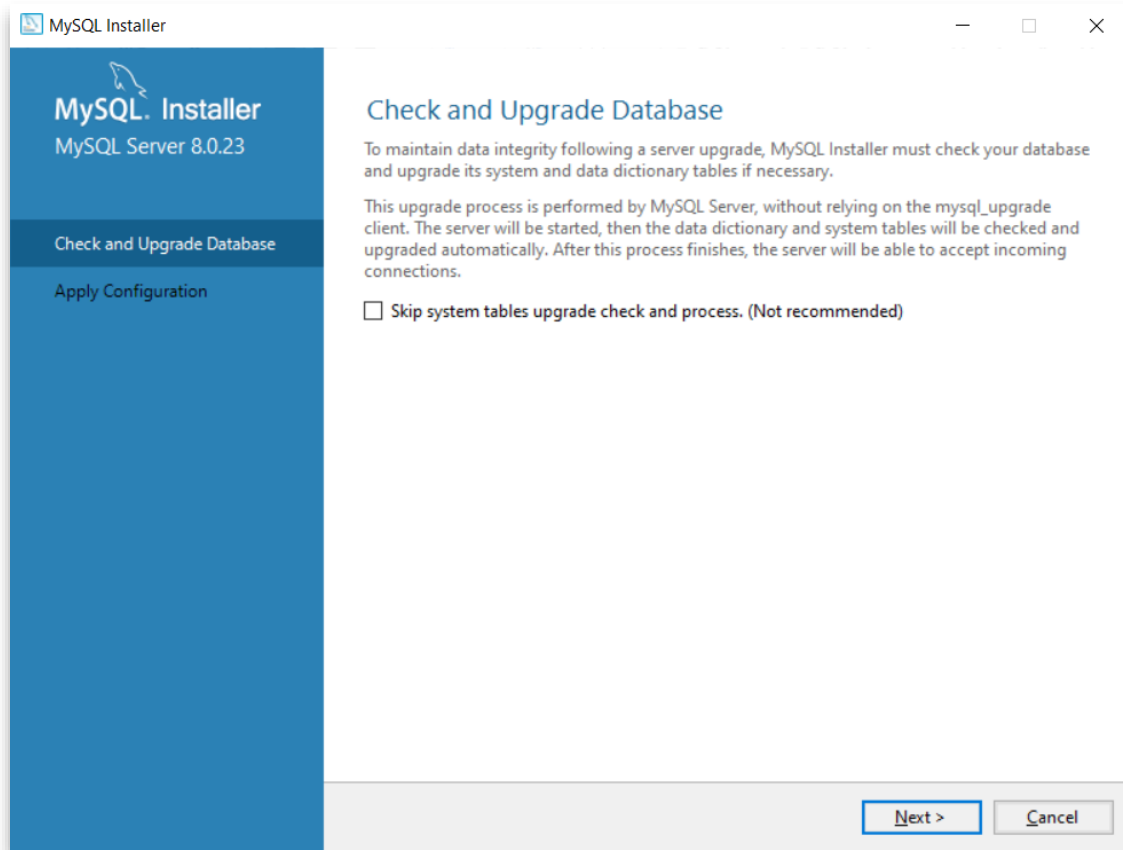 MySQL Installer
MySQL. Installer
MySQL Server 8.0.23
Check and Upgrade Database
Apply Configuration
Check and Upgrade Database
To maintain data integrity following a server upgrade, MySQL Installer must check your database
and upgrade its system and data dictionary tables if necessary.
This upgrade process is performed by MySQL Server, without relying on the mysql_upgrade
client. The server will be started, then the data dictionary and system tables will be checked and
upgraded automatically. After this process finishes, the server will be able to accept incoming
connections.
Skip system tables upgrade check and process. (Not recommended)
Next >
Cancel